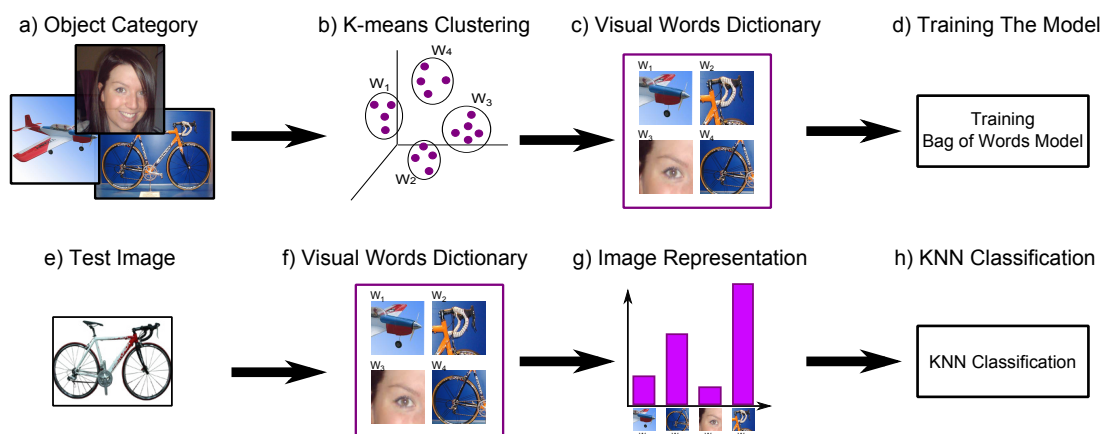 a) Object Category
b) K-means Clustering
c) Visual Words Dictionary
d) Training The Model
W4
W1
W3
W2
W1
W2
W3
W4
Training
Bag of Words Model
e) Test Image
f) Visual Words Dictionary
g) Image Representation
h) KNN Classification
W1
W2
W3
W4
KNN Classification